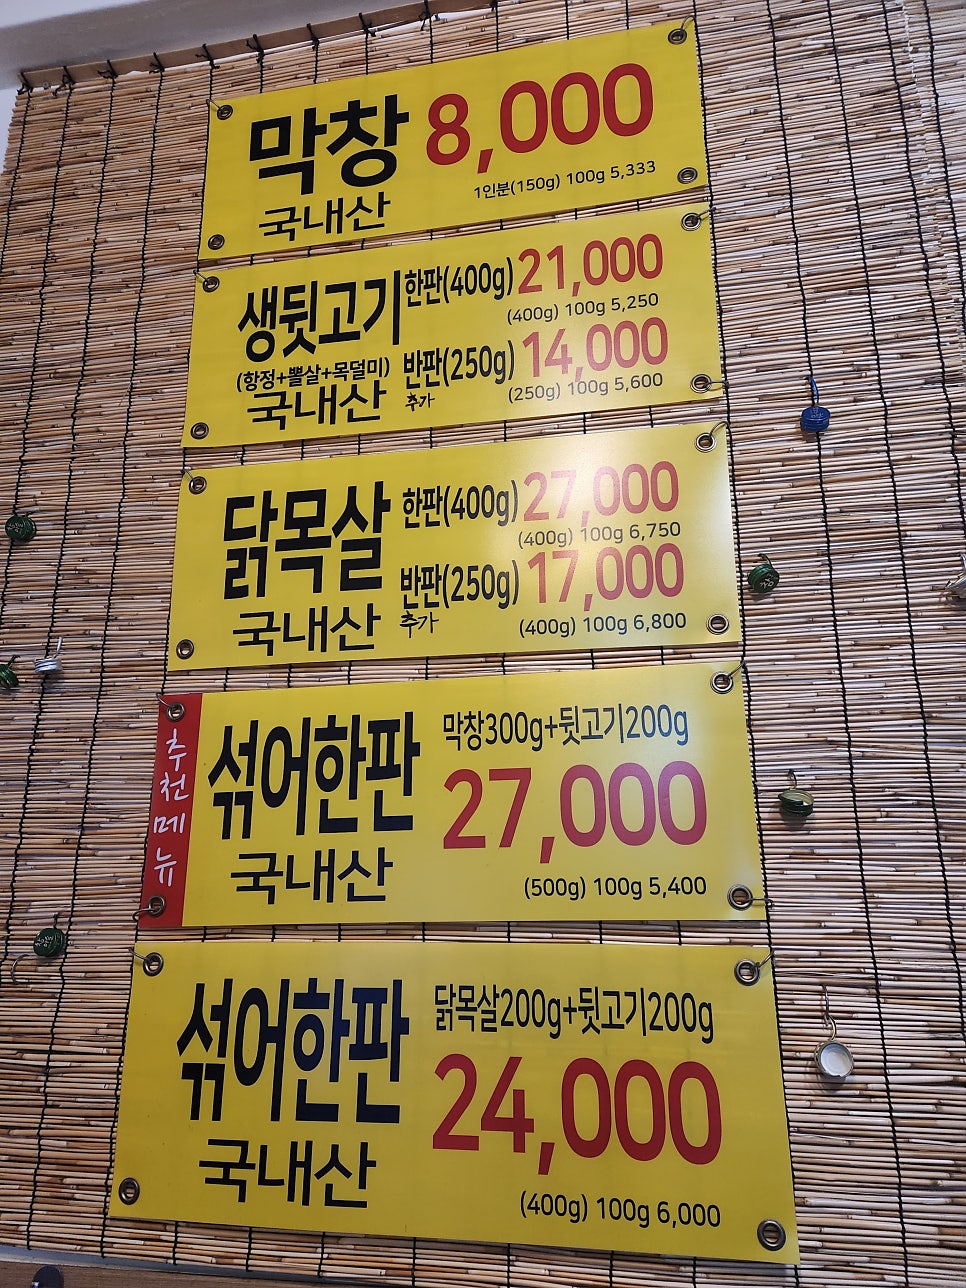 막창 8,000
국내산 1인분(150g) 100g 5,333
생뒷고기 한판(400g) 21,000
(400g) 100g 5,250
(항정+뽈살+목덜미) 반판(250g) 14,000
국내산 추가 (250g) 100g 5,600
닭목살 한판(400g) 27,000
(400g) 100g 6,750
반판(250g) 17,000
국내산 추가 (400g) 100g 6,800
추천메뉴
섞어한판 막창300g+뒷고기200g
27,000
국내산 (500g) 100g 5,400
섞어한판 닭목살200g+뒷고기200g
24,000
국내산 (400g) 100g 6,000